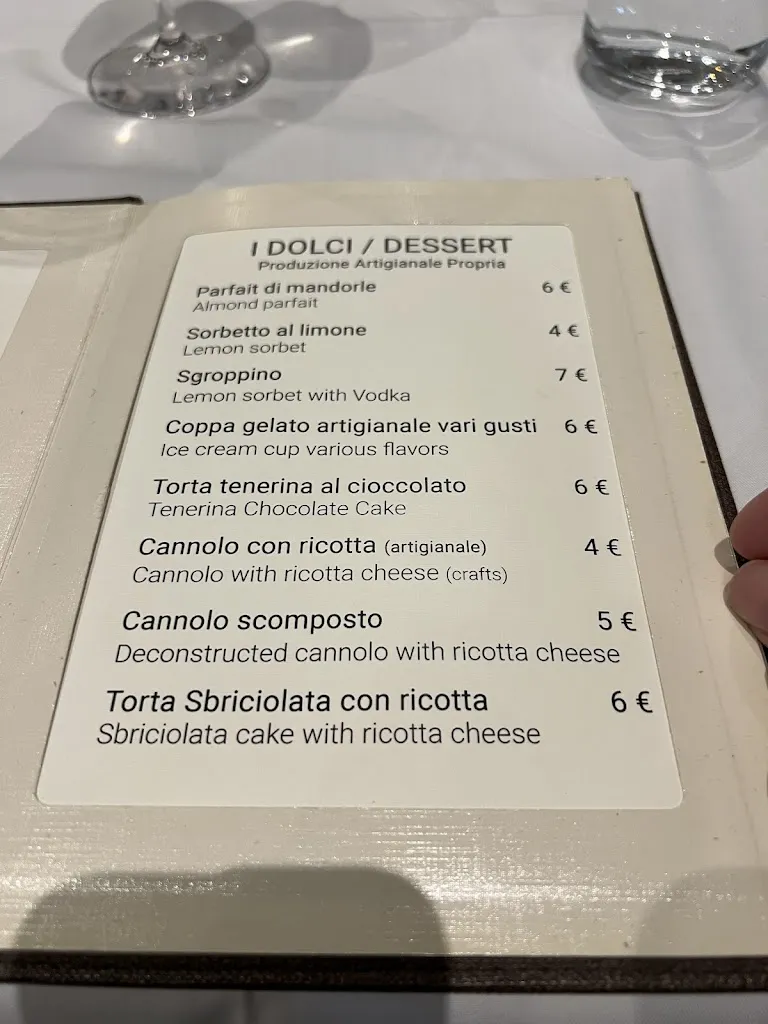 I DOLCI / DESSERT
Produzione Artigianale Propria
Parfait di mandorle 6 €
Almond parfait
Sorbetto al limone 4 €
Lemon sorbet
Sgroppino 7 €
Lemon sorbet with Vodka
Coppa gelato artigianale vari gusti 6 €
Ice cream cup various flavors
Torta tenerina al cioccolato 6 €
Tenerina Chocolate Cake
Cannolo con ricotta (artigianale) 4 €
Cannolo with ricotta cheese (crafts)
Cannolo scomposto 5 €
Deconstructed cannolo with ricotta cheese
Torta Sbriciolata con ricotta 6 €
Sbriciolata cake with ricotta cheese